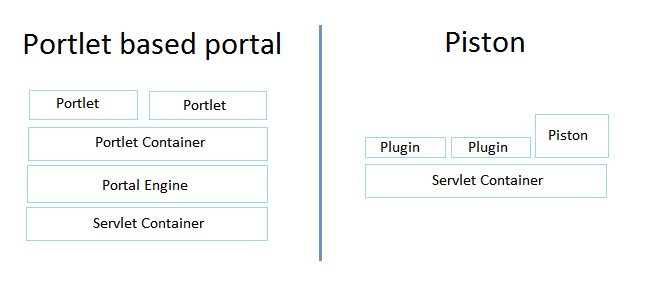 Portlet based portal
Portlet
Portlet
Portlet Container
Portal Engine
Servlet Container
Piston
Plugin
Plugin
Piston
Servlet Container